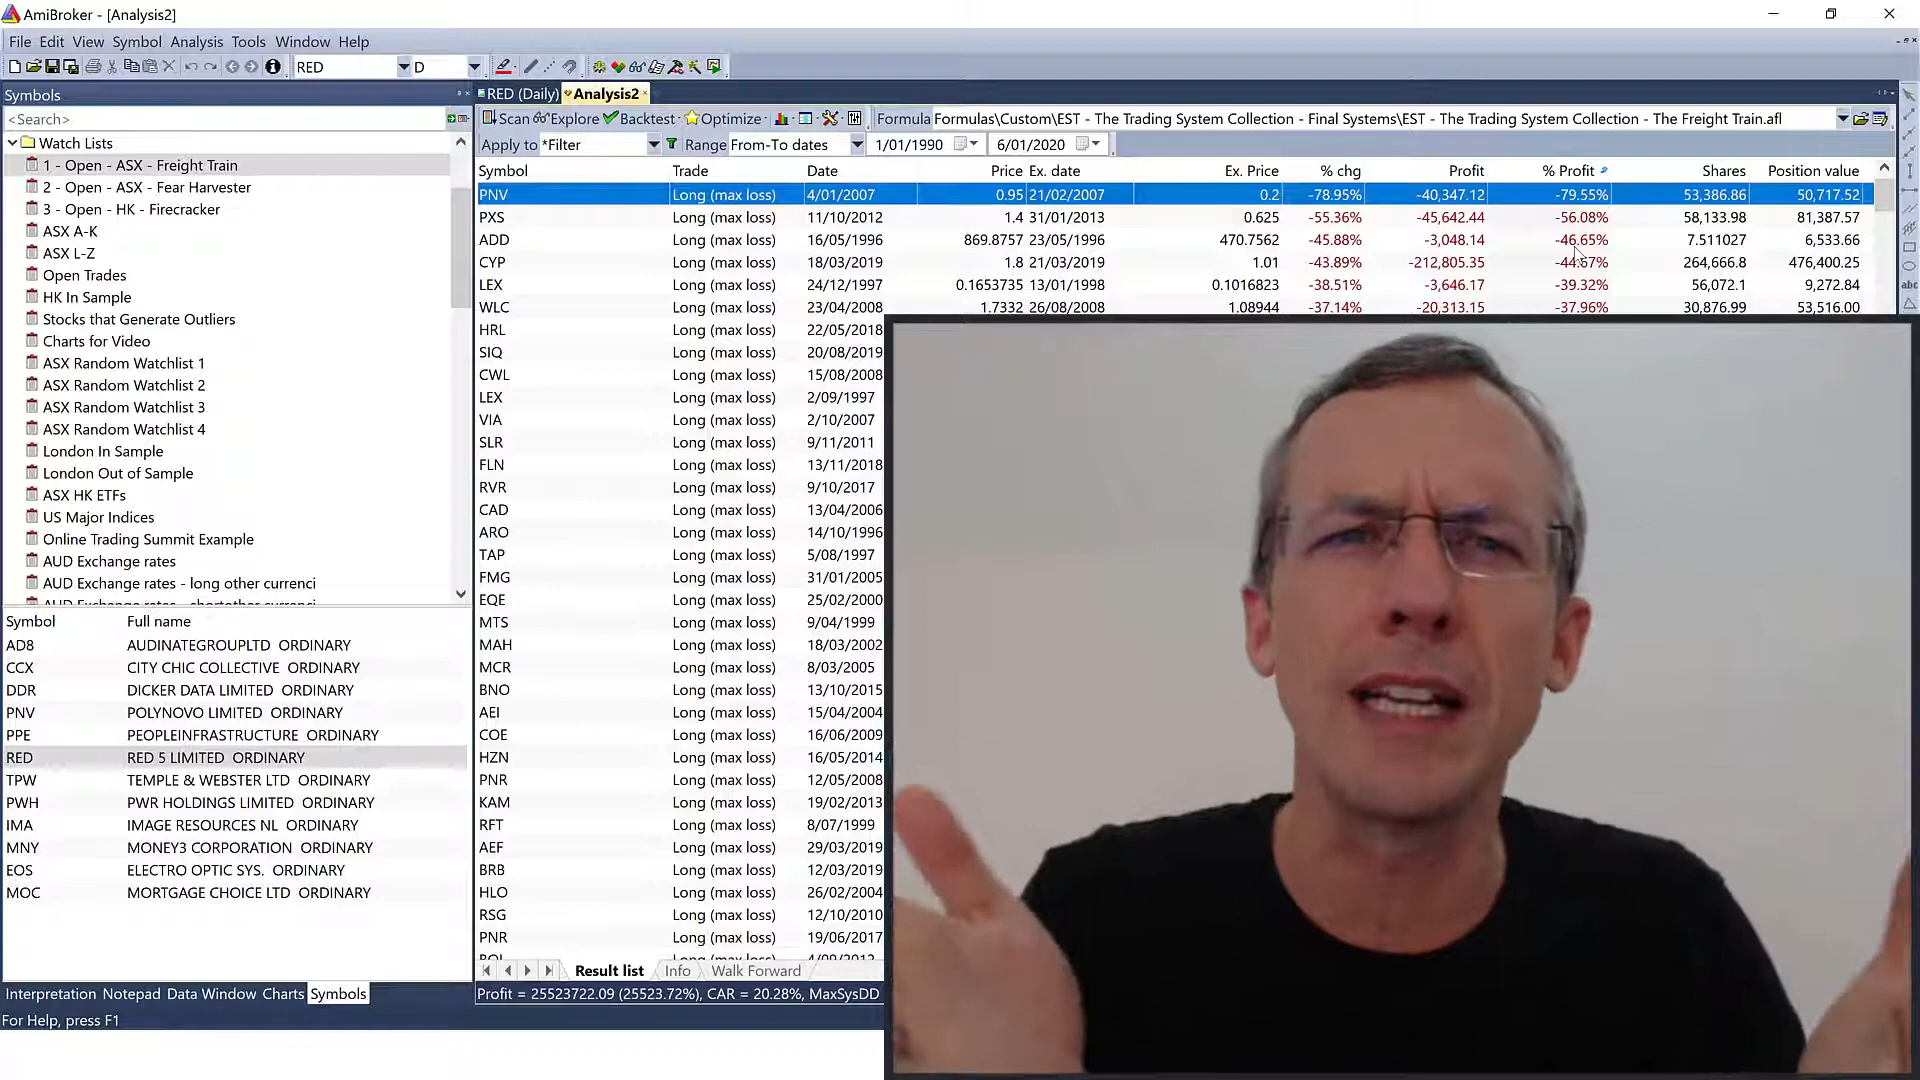 AmiBroker - [Analysis2]
File Edit View Symbol Analysis Tools Window Help
RED D
Symbols
RED (Daily) Analysis2
<Search>
Scan Explore Backtest Optimize Formula Formulas\Custom\EST - The Trading System Collection - Final Systems\EST - The Trading System Collection - The Freight Train.afl
Apply to *Filter Range From-To dates 1/01/1990 6/01/2020
Watch Lists
1 - Open - ASX - Freight Train
2 - Open - ASX - Fear Harvester
3 - Open - HK - Firecracker
ASX A-K
ASX L-Z
Open Trades
HK In Sample
Stocks that Generate Outliers
Charts for Video
ASX Random Watchlist 1
ASX Random Watchlist 2
ASX Random Watchlist 3
ASX Random Watchlist 4
London In Sample
London Out of Sample
ASX HK ETFs
US Major Indices
Online Trading Summit Example
AUD Exchange rates
AUD Exchange rates - long other currenci
Symbol Full name
AD8 AUDINATEGROUPLTD ORDINARY
CCX CITY CHIC COLLECTIVE ORDINARY
DDR DICKER DATA LIMITED ORDINARY
PNV POLYNOVO LIMITED ORDINARY
PPE PEOPLEINFRASTRUCTURE ORDINARY
RED RED 5 LIMITED ORDINARY
TPW TEMPLE & WEBSTER LTD ORDINARY
PWH PWR HOLDINGS LIMITED ORDINARY
IMA IMAGE RESOURCES NL ORDINARY
MNY MONEY3 CORPORATION ORDINARY
EOS ELECTRO OPTIC SYS. ORDINARY
MOC MORTGAGE CHOICE LTD ORDINARY
Interpretation Notepad Data Window Charts Symbols
For Help, press F1
Symbol Trade Date Price Ex. date Ex. Price % chg Profit % Profit Shares Position value
PNV Long (max loss) 4/01/2007 0.95 21/02/2007 0.2 -78.95% -40,347.12 -79.55% 53,386.86 50,717.52
PXS Long (max loss) 11/10/2012 1.4 31/01/2013 0.625 -55.36% -45,642.44 -56.08% 58,133.98 81,387.57
ADD Long (max loss) 16/05/1996 869.8757 23/05/1996 470.7562 -45.88% -3,048.14 -46.65% 7.511027 6,533.66
CYP Long (max loss) 18/03/2019 1.8 21/03/2019 1.01 -43.89% -212,805.35 -44.67% 264,666.8 476,400.25
LEX Long (max loss) 24/12/1997 0.1653735 13/01/1998 0.1016823 -38.51% -3,646.17 -39.32% 56,072.1 9,272.84
WLC Long (max loss) 23/04/2008 1.7332 26/08/2008 1.08944 -37.14% -20,313.15 -37.96% 30,876.99 53,516.00
HRL Long (max loss) 22/05/2018
SIQ Long (max loss) 20/08/2019
CWL Long (max loss) 15/08/2008
LEX Long (max loss) 2/09/1997
VIA Long (max loss) 2/10/2007
SLR Long (max loss) 9/11/2011
FLN Long (max loss) 13/11/2018
RVR Long (max loss) 9/10/2017
CAD Long (max loss) 13/04/2006
ARO Long (max loss) 14/10/1996
TAP Long (max loss) 5/08/1997
FMG Long (max loss) 31/01/2005
EQE Long (max loss) 25/02/2000
MTS Long (max loss) 9/04/1999
MAH Long (max loss) 18/03/2002
MCR Long (max loss) 8/03/2005
BNO Long (max loss) 13/10/2015
AEI Long (max loss) 15/04/2004
COE Long (max loss) 16/06/2009
HZN Long (max loss) 16/05/2014
PNR Long (max loss) 12/05/2008
KAM Long (max loss) 19/02/2013
RFT Long (max loss) 8/07/1999
AEF Long (max loss) 29/03/2019
BRB Long (max loss) 12/03/2019
HLO Long (max loss) 26/02/2004
RSG Long (max loss) 12/10/2010
PNR Long (max loss) 19/06/2017
Result list Info Walk Forward
Profit = 25523722.09 (25523.72%), CAR = 20.28%, MaxSysDD
abc